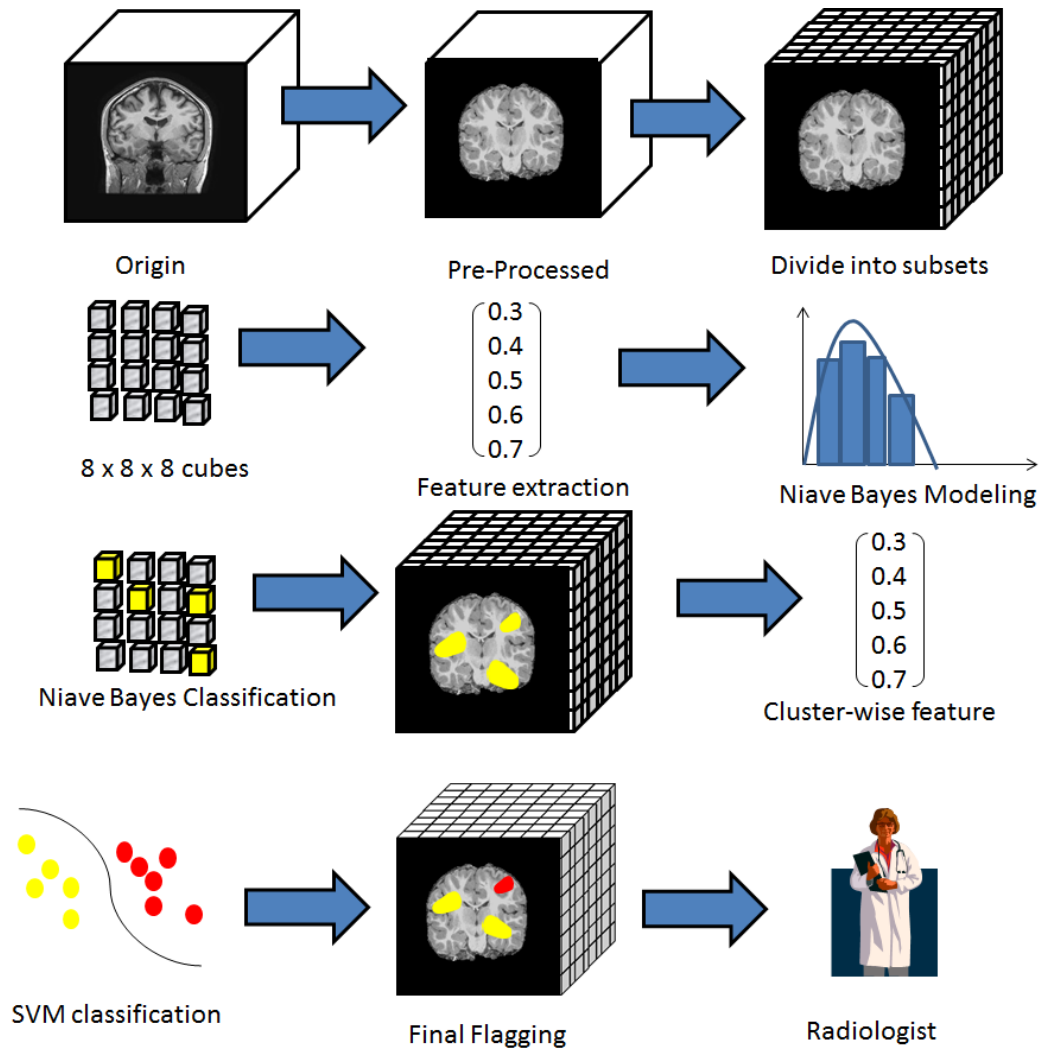 Origin
Pre-Processed
Divide into subsets
0.3
0.4
0.5
0.6
0.7
8 x 8 x 8 cubes
Feature extraction
Niave Bayes Modeling
0.3
0.4
0.5
0.6
0.7
Niave Bayes Classification
Cluster-wise feature
SVM classification
Final Flagging
Radiologist